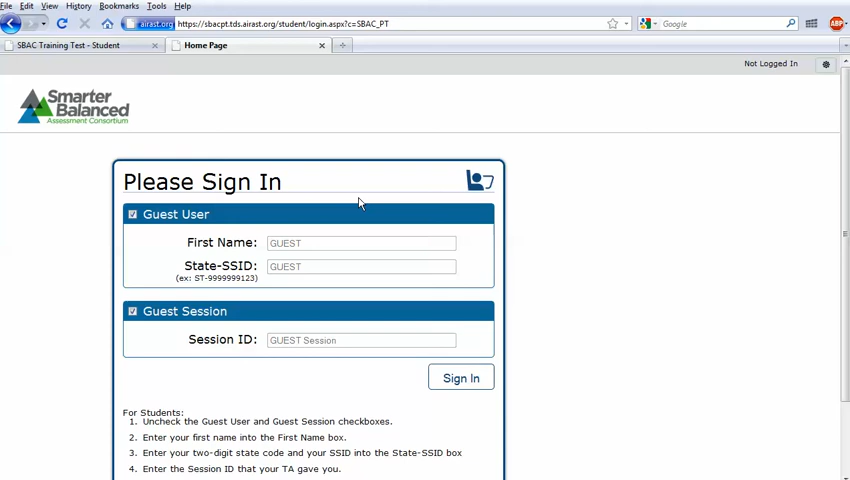 File Edit View History Bookmarks Tools Help
airast.org https://sbacpt.tds.airast.org/student/login.aspx?c=SBAC_PT
Google
ABP
SBAC Training Test - Student
Home Page
Not Logged In
Smarter
Balanced
Assessment Consortium
Please Sign In
Guest User
First Name: GUEST
State-SSID: GUEST
(ex: ST-9999999123)
Guest Session
Session ID: GUEST Session
Sign In
For Students:
1. Uncheck the Guest User and Guest Session checkboxes.
2. Enter your first name into the First Name box.
3. Enter your two-digit state code and your SSID into the State-SSID box
4. Enter the Session ID that your TA gave you.